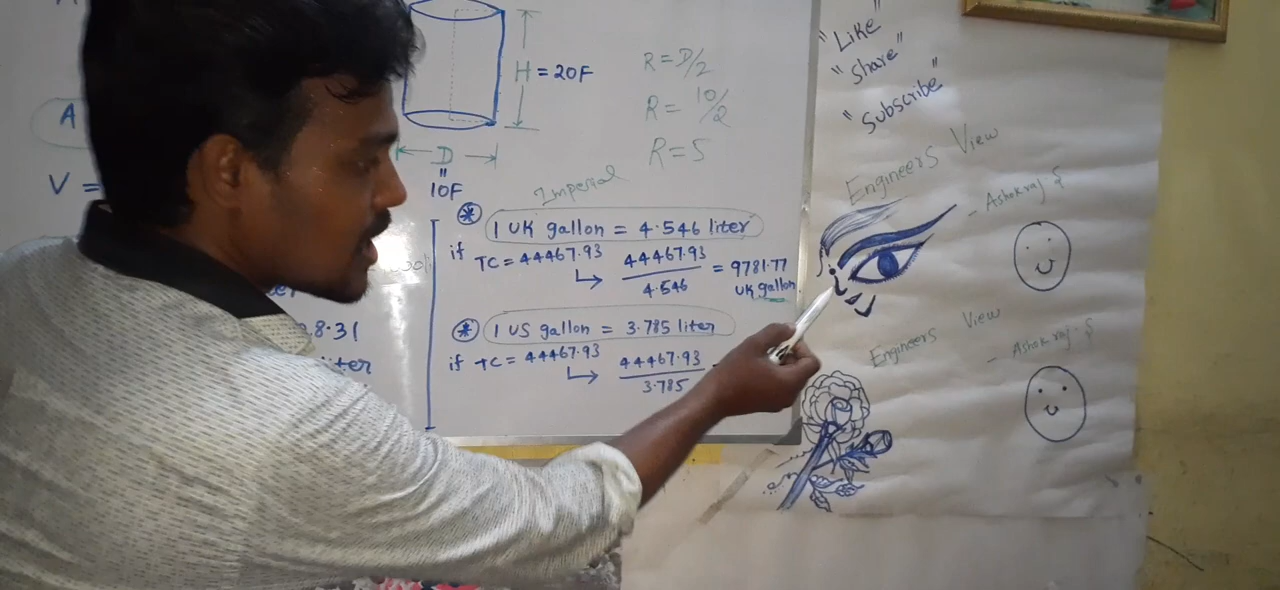 A
V =
H = 20F
D
"
10F
R = D/2
R = 10/2
R = 5
Imperial
1 UK gallon = 4.546 liter
if TC = 44467.93
44467.93
4.546
= 9781.77
UK gallon
1 US gallon = 3.785 liter
if TC = 44467.93
44467.93
3.785
8.31
"Like"
"Share"
"Subscribe"
Engineers View
- Ashokraj.S
Engineers View
- Ashokraj.S